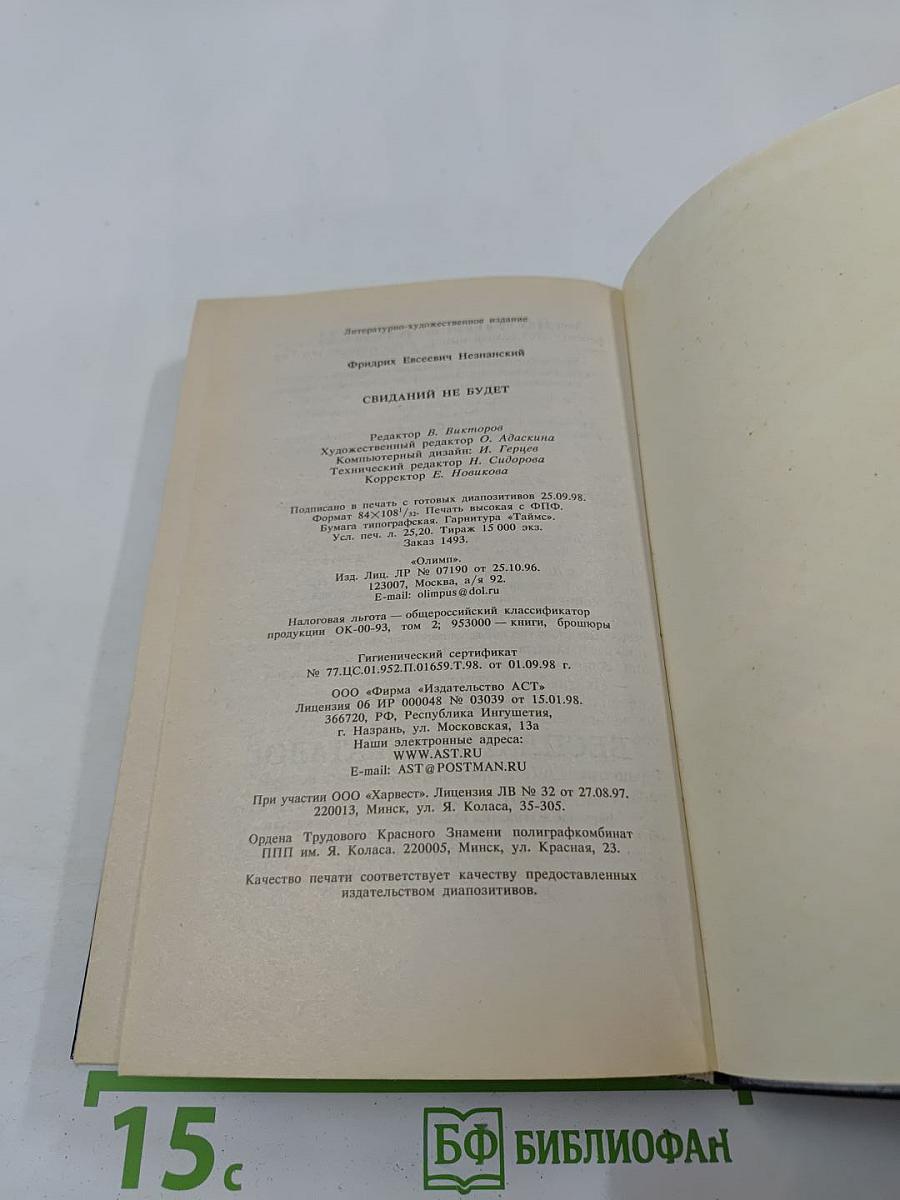 Литературно-художественное издание
Фридрих Евсеевич Незнанский
СВИДАНИЙ НЕ БУДЕТ
Редактор В. Викторов
Художественный редактор О. Адаскина
Компьютерный дизайн: И. Герцев
Технический редактор Н. Сидорова
Корректор Е. Новикова
Подписано в печать с готовых диапозитивов 25.09.98.
Формат 84×108¹/₃₂. Печать высокая с ФПФ.
Бумага типографская. Гарнитура «Таймс».
Усл. печ. л. 25,20. Тираж 15 000 экз.
Заказ 1493.
«Олимп».
Изд. Лиц. ЛР № 07190 от 25.10.96.
123007, Москва, а/я 92.
E-mail: olimpus@dol.ru
Налоговая льгота — общероссийский классификатор
продукции ОК-00-93, том 2; 953000 — книги, брошюры
Гигиенический сертификат
№ 77.ЦС.01.952.П.01659.Т.98. от 01.09.98 г.
ООО «Фирма «Издательство АСТ»
Лицензия 06 ИР 000048 № 03039 от 15.01.98.
366720, РФ, Республика Ингушетия,
г. Назрань, ул. Московская, 13а
Наши электронные адреса:
WWW.AST.RU
E-mail: AST@POSTMAN.RU
При участии ООО «Харвест». Лицензия ЛВ № 32 от 27.08.97.
220013, Минск, ул. Я. Коласа, 35-305.
Ордена Трудового Красного Знамени полиграфкомбинат
ППП им. Я. Коласа. 220005, Минск, ул. Красная, 23.
Качество печати соответствует качеству предоставленных
издательством диапозитивов.
15 с
БФ БИБЛИОФАН